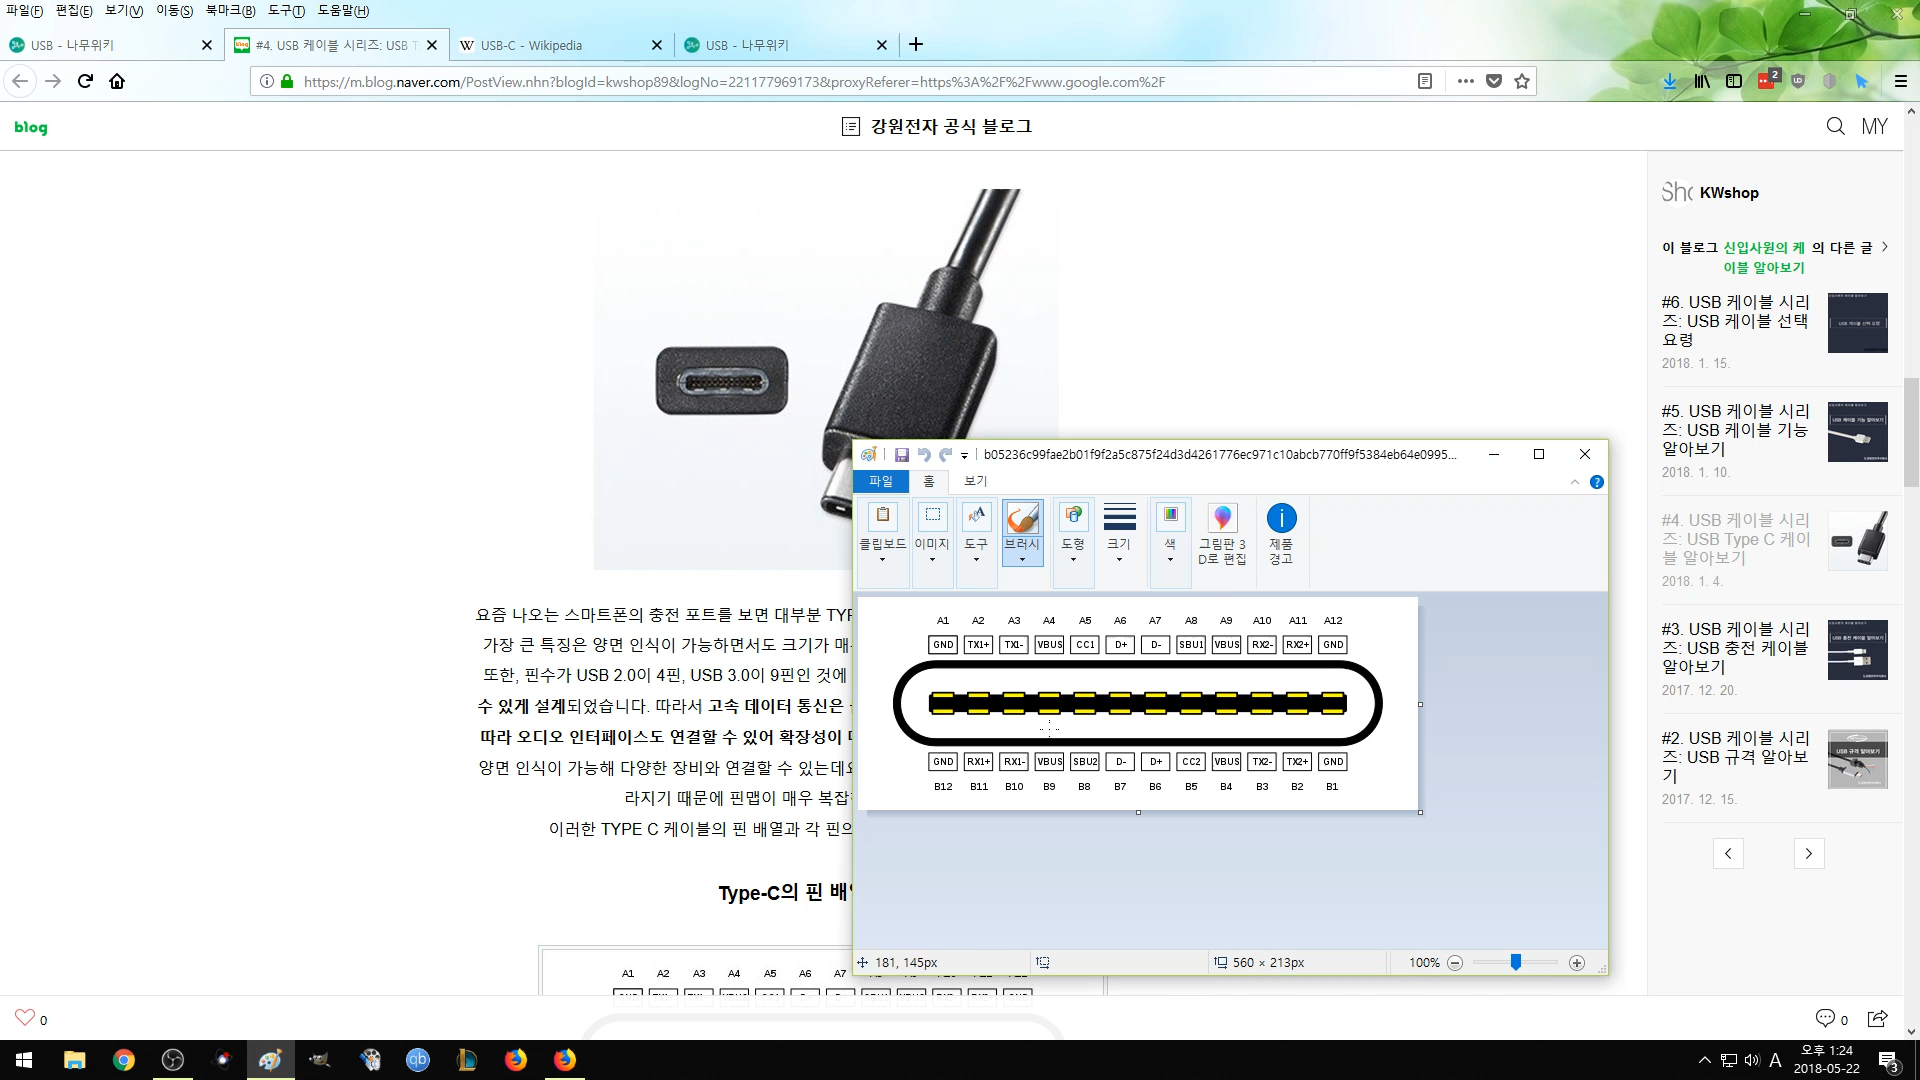 파일(F) 편집(E) 보기(V) 이동(S) 북마크(B) 도구(T) 도움말(H)
USB - 나무위키
#4. USB 케이블 시리즈: USB T
W USB-C - Wikipedia
USB - 나무위키
https://m.blog.naver.com/PostView.nhn?blogId=kwshop89&logNo=221177969173&proxyReferer=https%3A%2F%2Fwww.google.com%2F
2
blog
강원전자 공식 블로그
MY
KWshop
이 블로그 신입사원의 케이블 알아보기 의 다른 글
#6. USB 케이블 시리
즈: USB 케이블 선택
요령
2018. 1. 15.
#5. USB 케이블 시리
즈: USB 케이블 기능
알아보기
2018. 1. 10.
#4. USB 케이블 시리
즈: USB Type C 케이
블 알아보기
2018. 1. 4.
#3. USB 케이블 시리
즈: USB 충전 케이블
알아보기
2017. 12. 20.
#2. USB 케이블 시리
즈: USB 규격 알아보
기
2017. 12. 15.
요즘 나오는 스마트폰의 충전 포트를 보면 대부분 TYP
가장 큰 특징은 양면 인식이 가능하면서도 크기가 매
또한, 핀수가 USB 2.0이 4핀, USB 3.0이 9핀인 것에
수 있게 설계되었습니다. 따라서 고속 데이터 통신은
따라 오디오 인터페이스도 연결할 수 있어 확장성이
양면 인식이 가능해 다양한 장비와 연결할 수 있는데
라지기 때문에 핀맵이 매우 복잡
이러한 TYPE C 케이블의 핀 배열과 각 핀의
Type-C의 핀 배
A1 A2 A3 A4 A5 A6 A7
b05236c99fae2b01f9f2a5c875f24d3d4261776ec971c10abcb770ff9f5384eb64e0995...
파일 홈 보기
클립보드 이미지 도구 브러시 도형 크기 색 그림판 3D로 편집 제품 경고
A1 A2 A3 A4 A5 A6 A7 A8 A9 A10 A11 A12
GND TX1+ TX1- VBUS CC1 D+ D- SBU1 VBUS RX2- RX2+ GND
GND RX1+ RX1- VBUS SBU2 D- D+ CC2 VBUS TX2- TX2+ GND
B12 B11 B10 B9 B8 B7 B6 B5 B4 B3 B2 B1
181, 145px
560 × 213px
100%
0
0
qb
A
오후 1:24
2018-05-22
3